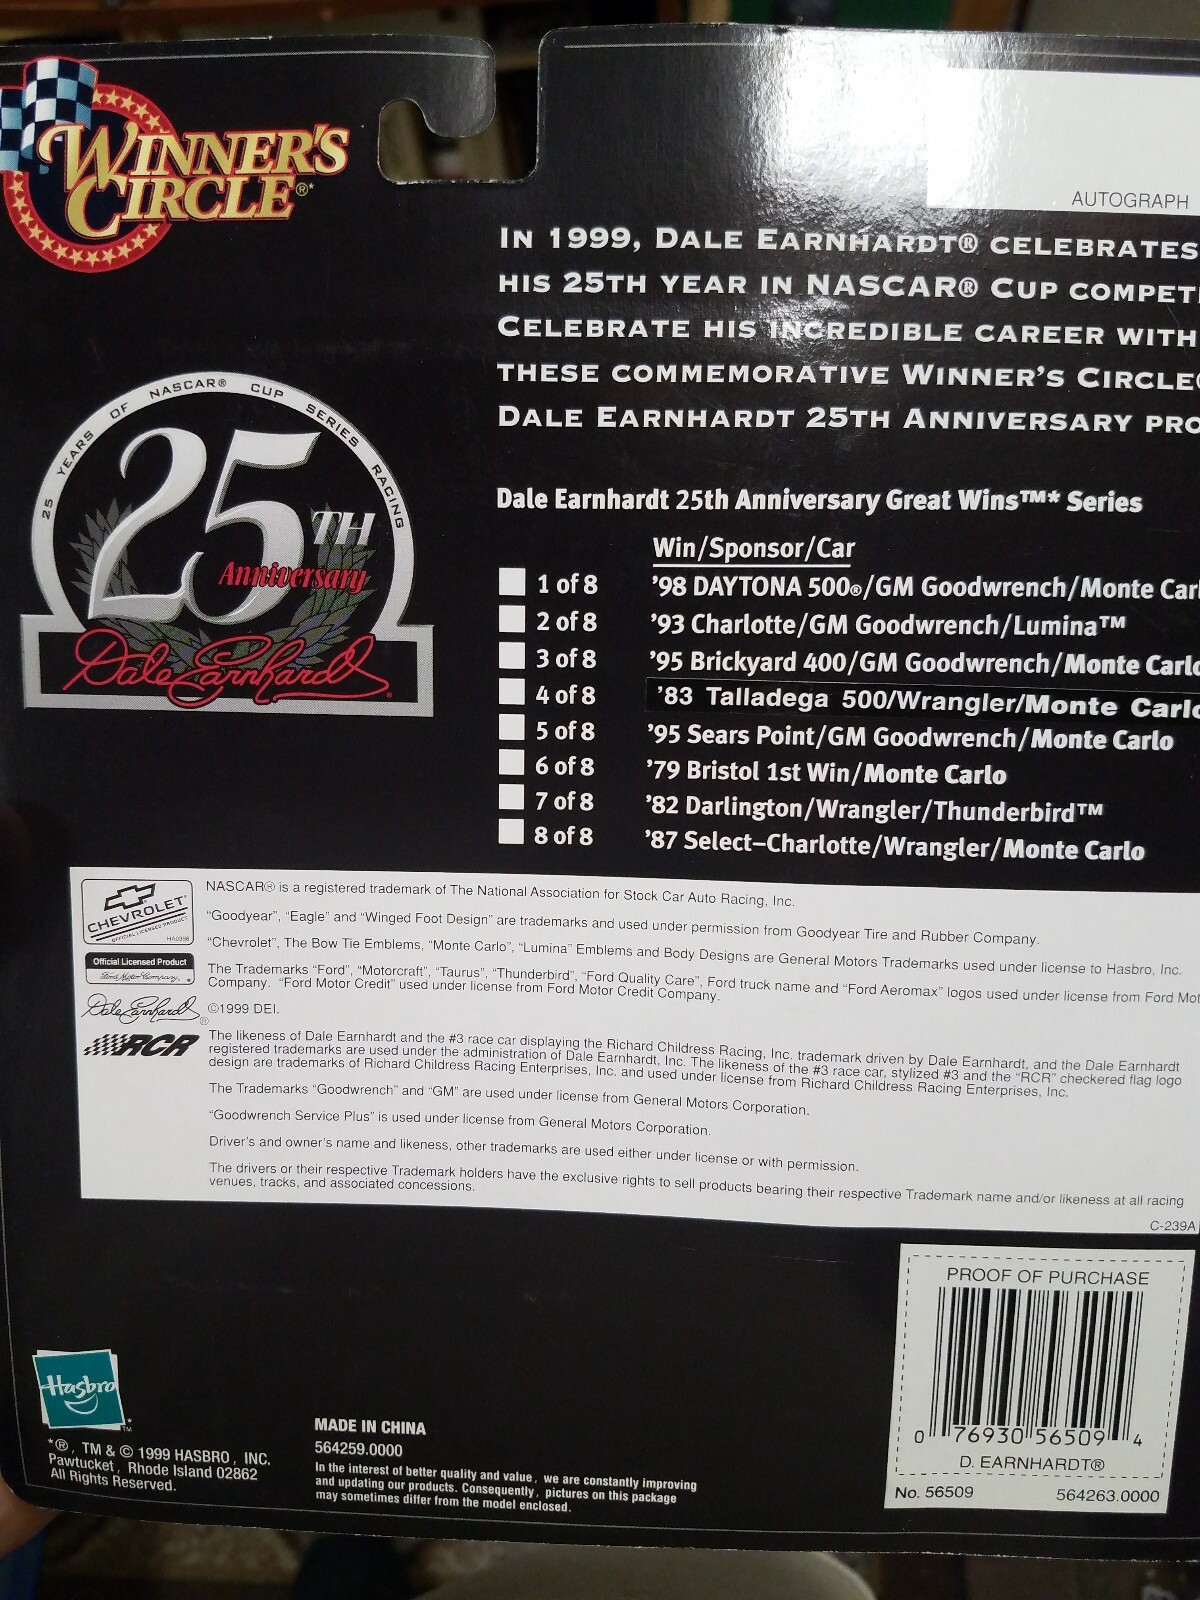 WINNER'S
CIRCLE®*
AUTOGRAPH
IN 1999, DALE EARNHARDT® CELEBRATES
HIS 25TH YEAR IN NASCAR® CUP COMPETI
CELEBRATE HIS INCREDIBLE CAREER WITH
THESE COMMEMORATIVE WINNER'S CIRCLE®
DALE EARNHARDT 25TH ANNIVERSARY PRO
25 YEARS OF NASCAR® CUP SERIES RACING
25TH
Anniversary
Dale Earnhardt
Dale Earnhardt 25th Anniversary Great Wins™* Series
Win/Sponsor/Car
1 of 8 '98 DAYTONA 500®/GM Goodwrench/Monte Carl
2 of 8 '93 Charlotte/GM Goodwrench/Lumina™
3 of 8 '95 Brickyard 400/GM Goodwrench/Monte Carlo
4 of 8 '83 Talladega 500/Wrangler/Monte Carlo
5 of 8 '95 Sears Point/GM Goodwrench/Monte Carlo
6 of 8 '79 Bristol 1st Win/Monte Carlo
7 of 8 '82 Darlington/Wrangler/Thunderbird™
8 of 8 '87 Select–Charlotte/Wrangler/Monte Carlo
CHEVROLET
OFFICIAL LICENSED PRODUCT
HA0398
Official Licensed Product
Ford Motor Company,
Dale Earnhardt®
RCR
NASCAR® is a registered trademark of The National Association for Stock Car Auto Racing, Inc.
"Goodyear", "Eagle" and "Winged Foot Design" are trademarks and used under permission from Goodyear Tire and Rubber Company.
"Chevrolet", The Bow Tie Emblems, "Monte Carlo", "Lumina" Emblems and Body Designs are General Motors Trademarks used under license to Hasbro, Inc.
The Trademarks "Ford", "Motorcraft", "Taurus", "Thunderbird", "Ford Quality Care", Ford truck name and "Ford Aeromax" logos used under license from Ford Mot
Company. "Ford Motor Credit" used under license from Ford Motor Credit Company.
©1999 DEI.
The likeness of Dale Earnhardt and the #3 race car displaying the Richard Childress Racing, Inc. trademark driven by Dale Earnhardt, and the Dale Earnhardt
registered trademarks are used under the administration of Dale Earnhardt, Inc. The likeness of the #3 race car, stylized #3 and the "RCR" checkered flag logo
design are trademarks of Richard Childress Racing Enterprises, Inc. and used under license from Richard Childress Racing Enterprises, Inc.
The Trademarks "Goodwrench" and "GM" are used under license from General Motors Corporation.
"Goodwrench Service Plus" is used under license from General Motors Corporation.
Driver's and owner's name and likeness, other trademarks are used either under license or with permission.
The drivers or their respective Trademark holders have the exclusive rights to sell products bearing their respective Trademark name and/or likeness at all racing
venues, tracks, and associated concessions.
C-239A
PROOF OF PURCHASE
0 76930 56509 4
D. EARNHARDT®
No. 56509 564263.0000
Hasbro
™*
*®, TM & © 1999 HASBRO, INC.
Pawtucket, Rhode Island 02862
All Rights Reserved.
MADE IN CHINA
564259.0000
In the interest of better quality and value, we are constantly improving
and updating our products. Consequently, pictures on this package
may sometimes differ from the model enclosed.